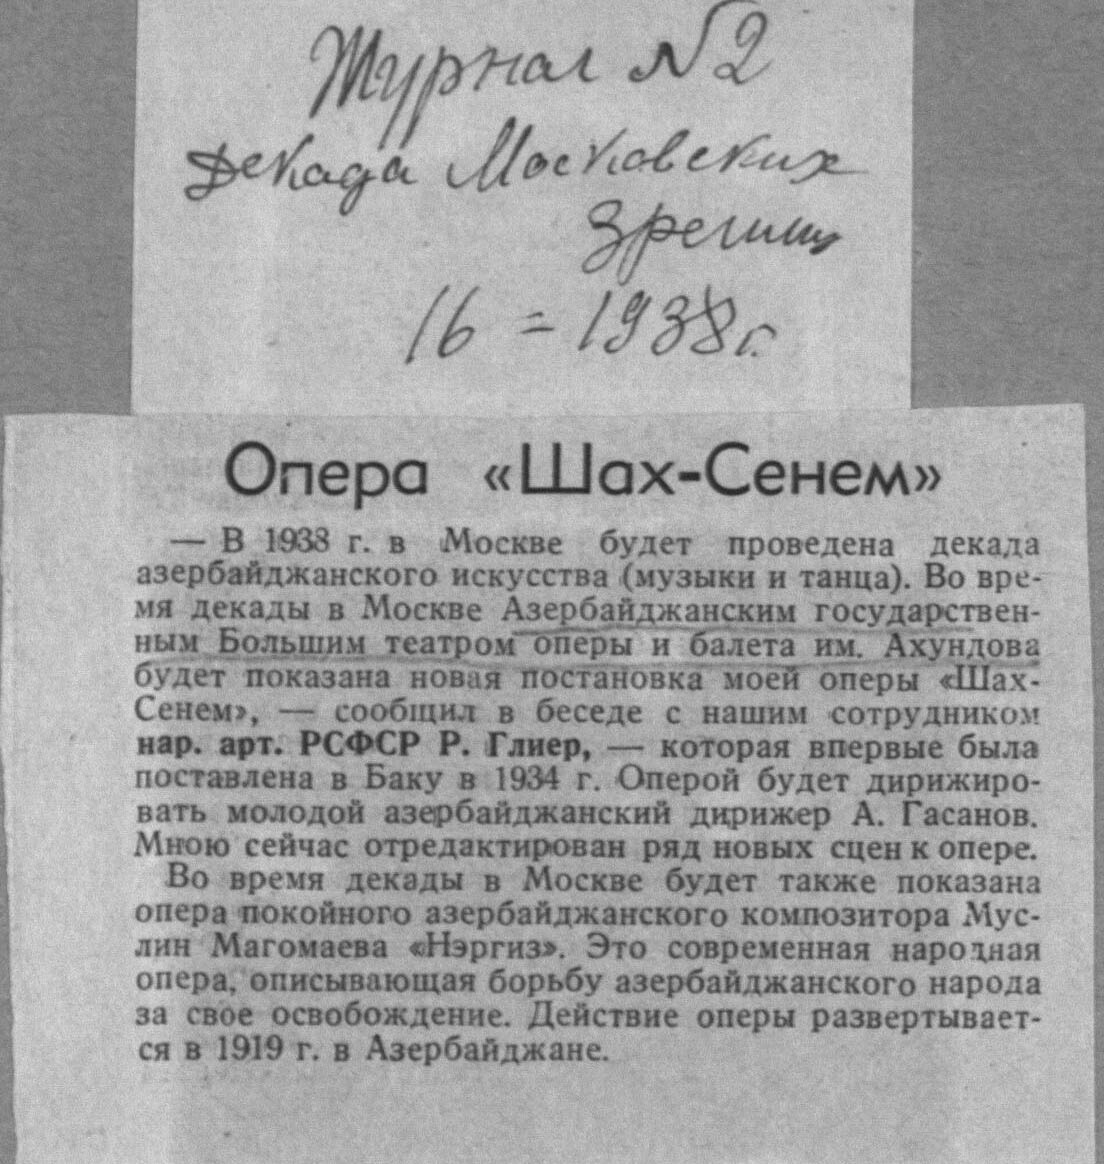 Журнал №2
Декада Московских
Зрелищ
16 = 1938 г.
Опера «Шах-Сенем»
— В 1938 г. в Москве будет проведена декада
азербайджанского искусства (музыки и танца). Во вре-
мя декады в Москве Азербайджанским государствен-
ным Большим театром оперы и балета им. Ахундова
будет показана новая постановка моей оперы «Шах-
Сенем», — сообщил в беседе с нашим сотрудником
нар. арт. РСФСР Р. Глиер, — которая впервые была
поставлена в Баку в 1934 г. Оперой будет дирижиро-
вать молодой азербайджанский дирижер А. Гасанов.
Мною сейчас отредактирован ряд новых сцен к опере.
Во время декады в Москве будет также показана
опера покойного азербайджанского композитора Мус-
лин Магомаева «Нэргиз». Это современная народная
опера, описывающая борьбу азербайджанского народа
за свое освобождение. Действие оперы развертывает-
ся в 1919 г. в Азербайджане.